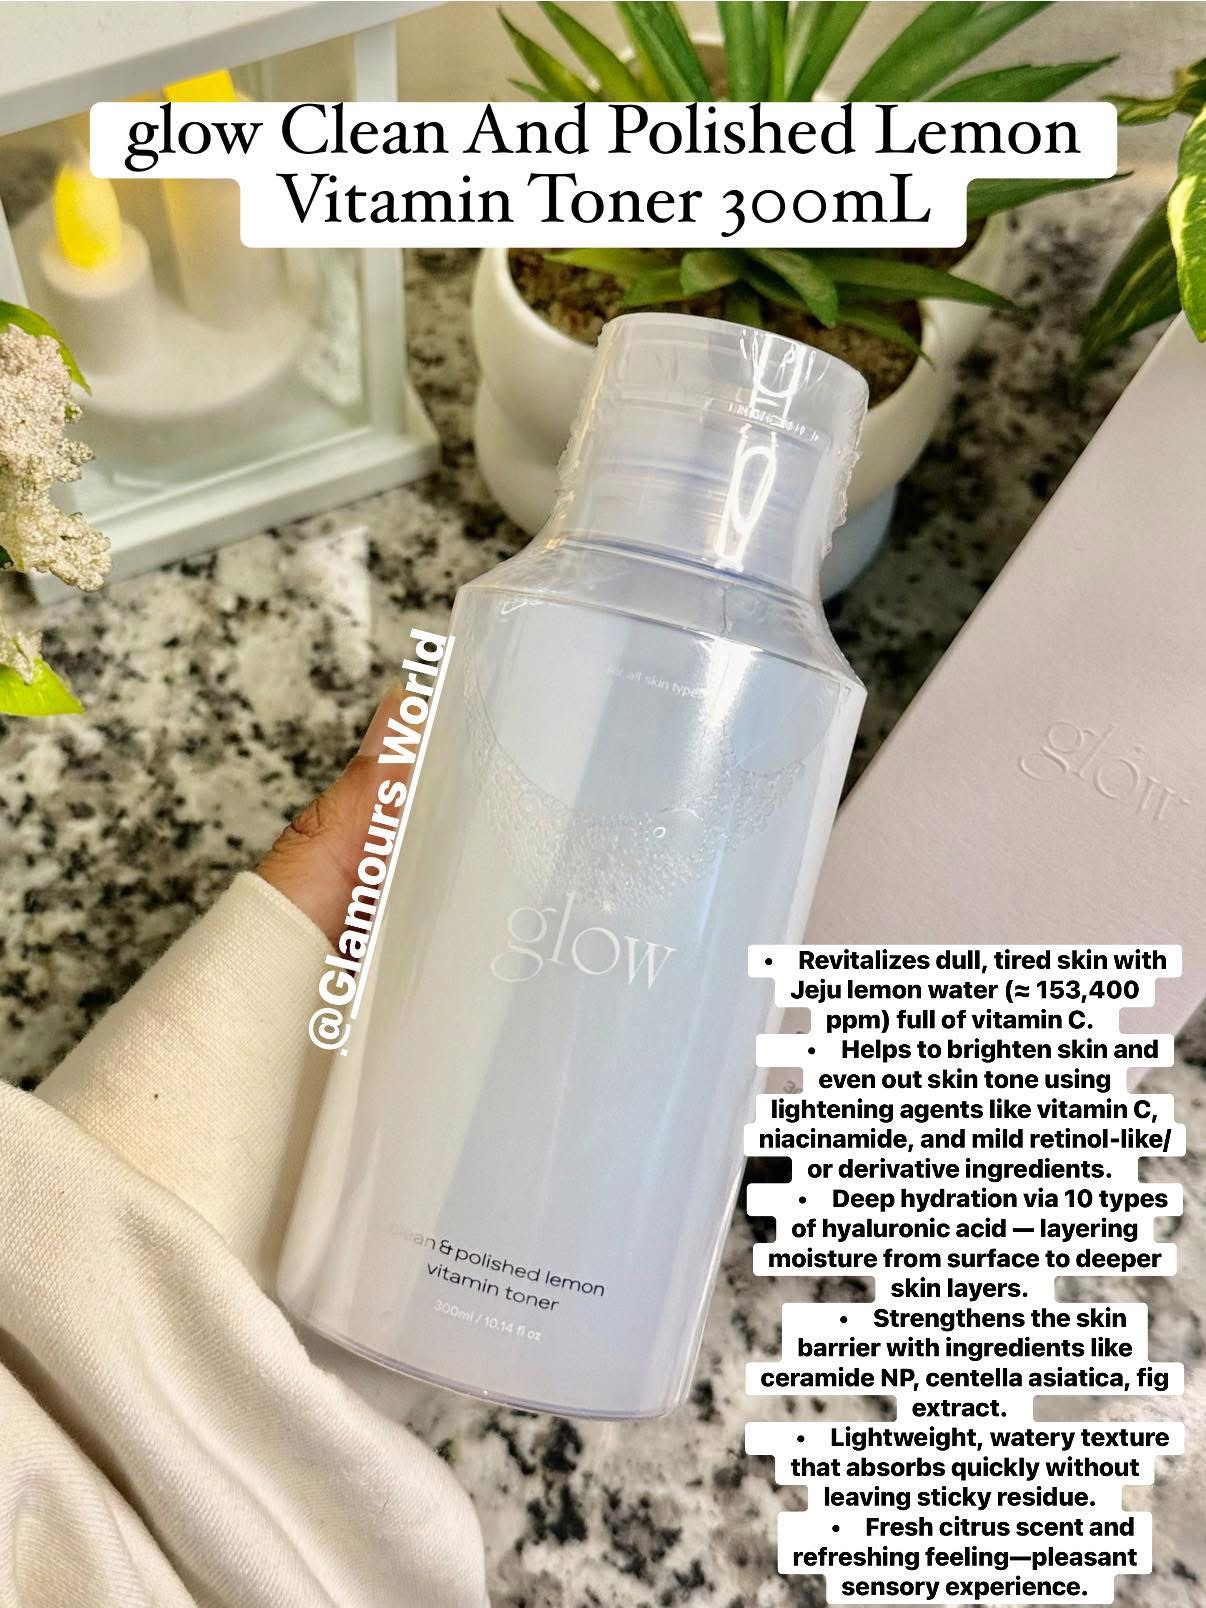 glow Clean And Polished Lemon
Vitamin Toner 300mL
all skin types
glow
glow
@Glamours World
& polished lemon
vitamin toner
300ml / 10.14 fl oz
• Revitalizes dull, tired skin with
Jeju lemon water (≈ 153,400
ppm) full of vitamin C.
• Helps to brighten skin and
even out skin tone using
lightening agents like vitamin C,
niacinamide, and mild retinol-like/
or derivative ingredients.
• Deep hydration via 10 types
of hyaluronic acid — layering
moisture from surface to deeper
skin layers.
• Strengthens the skin
barrier with ingredients like
ceramide NP, centella asiatica, fig
extract.
• Lightweight, watery texture
that absorbs quickly without
leaving sticky residue.
• Fresh citrus scent and
refreshing feeling—pleasant
sensory experience.